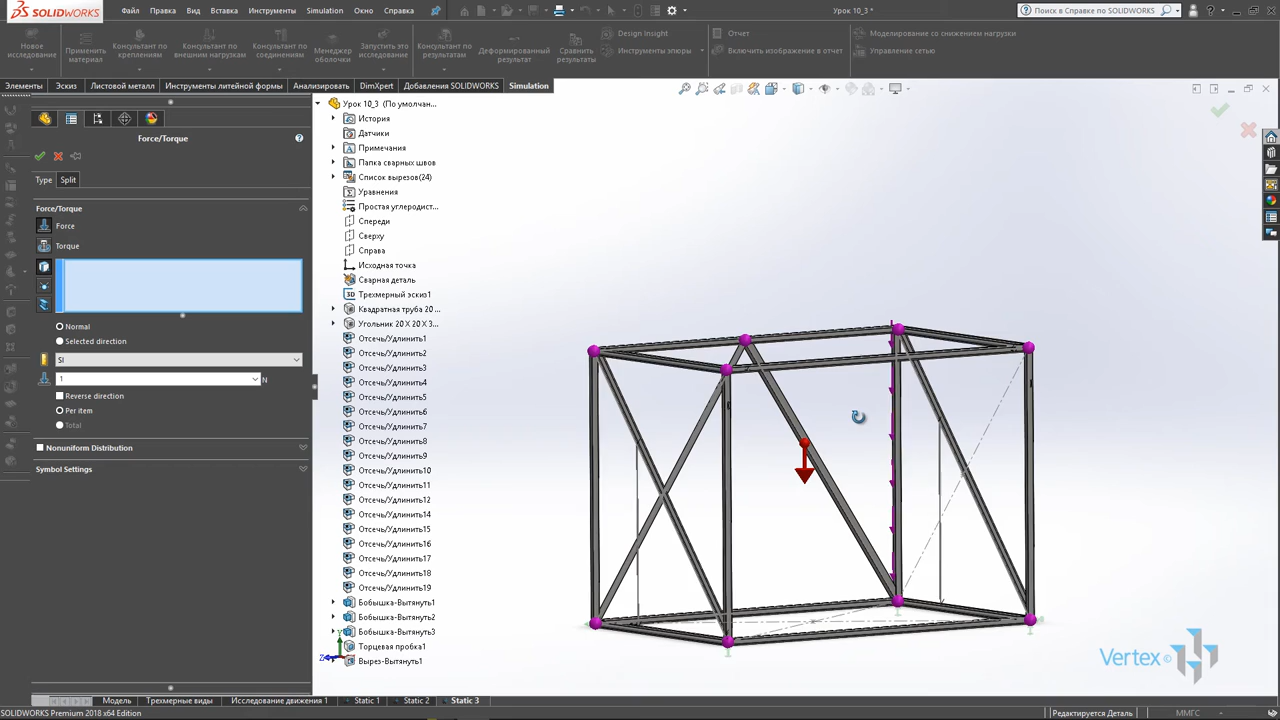 SOLIDWORKS
Файл Правка Вид Вставка Инструменты Simulation Окно Справка
Урок 10_3 *
Поиск в Справке по SOLIDWORKS
Новое исследование
Применить материал
Консультант по креплениям
Консультант по внешним нагрузкам
Консультант по соединениям
Менеджер оболочки
Запустить это исследование
Консультант по результатам
Деформированный результат
Сравнить результаты
Design Insight
Инструменты эпюры
Отчет
Включить изображение в отчет
Моделирование со снижением нагрузки
Управление сетью
Элементы Эскиз Листовой металл Инструменты литейной формы Анализировать DimXpert Добавления SOLIDWORKS Simulation
Force/Torque
Type Split
Force/Torque
Force
Torque
Normal
Selected direction
SI
1 N
Reverse direction
Per item
Total
Nonuniform Distribution
Symbol Settings
Урок 10_3 (По умолчан...
История
Датчики
Примечания
Папка сварных швов
Список вырезов(24)
Уравнения
Простая углеродист...
Спереди
Сверху
Справа
Исходная точка
Сварная деталь
3D Трехмерный эскиз1
Квадратная труба 20 ...
Угольник 20 X 20 X 3...
Отсечь/Удлинить1
Отсечь/Удлинить2
Отсечь/Удлинить3
Отсечь/Удлинить4
Отсечь/Удлинить5
Отсечь/Удлинить6
Отсечь/Удлинить7
Отсечь/Удлинить8
Отсечь/Удлинить9
Отсечь/Удлинить10
Отсечь/Удлинить11
Отсечь/Удлинить12
Отсечь/Удлинить14
Отсечь/Удлинить15
Отсечь/Удлинить16
Отсечь/Удлинить17
Отсечь/Удлинить18
Отсечь/Удлинить19
Бобышка-Вытянуть1
Бобышка-Вытянуть2
Бобышка-Вытянуть3
Торцевая пробка1
Вырез-Вытянуть1
Y
Z
Vertex ©
Модель Трехмерные виды Исследование движения 1 Static 1 Static 2 Static 3
SOLIDWORKS Premium 2018 x64 Edition
Редактируется Деталь ММГС